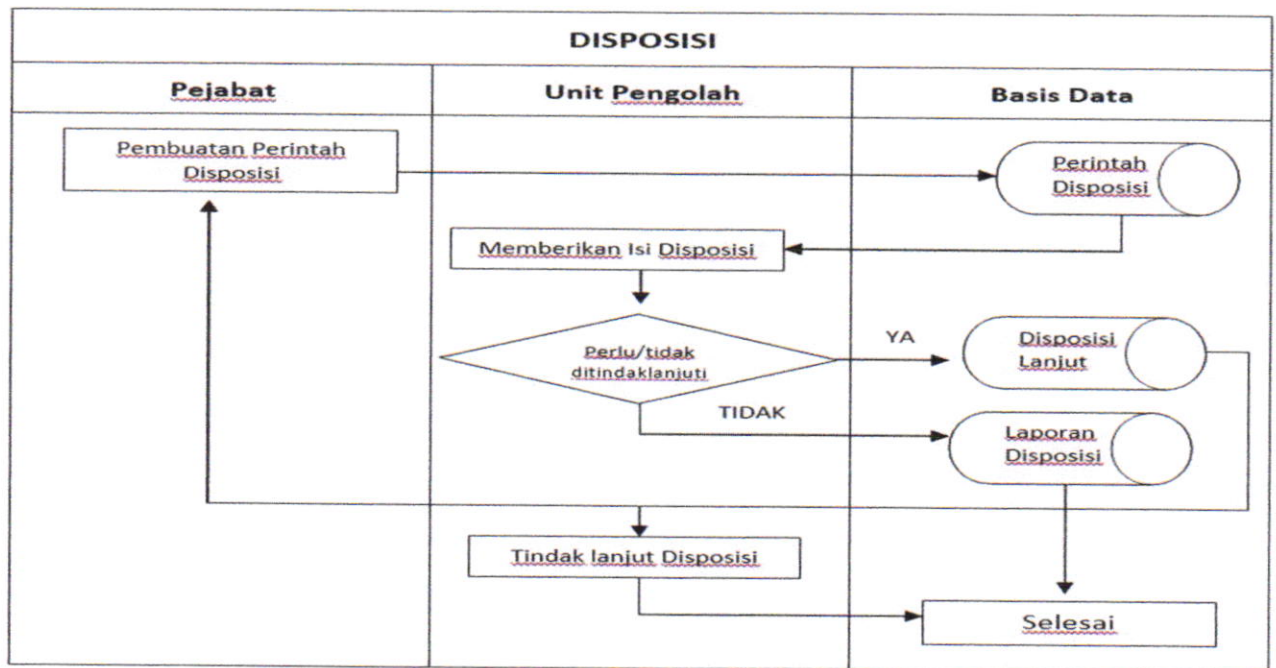 DISPOSISI
Pejabat
Unit Pengolah
Basis Data
Pembuatan Perintah
Disposisi
Perintah
Disposisi
Memberikan Isi Disposisi
Perlu/tidak
ditindaklanjuti
YA
Disposisi
Lanjut
TIDAK
Laporan
Disposisi
Tindak lanjut Disposisi
Selesai